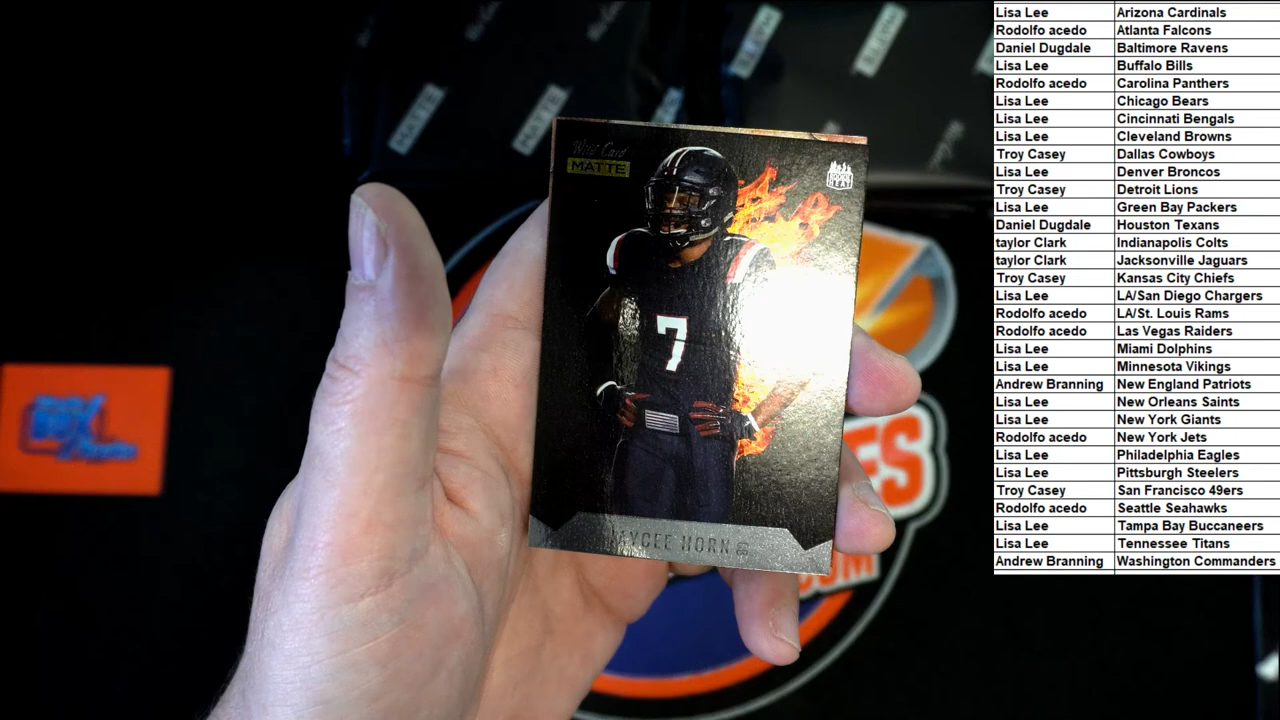 Wild Card
MATTE
7
JAYCEE HORN CB
MATTE
MATTE
Lisa Lee Arizona Cardinals
Rodolfo acedo Atlanta Falcons
Daniel Dugdale Baltimore Ravens
Lisa Lee Buffalo Bills
Rodolfo acedo Carolina Panthers
Lisa Lee Chicago Bears
Lisa Lee Cincinnati Bengals
Lisa Lee Cleveland Browns
Troy Casey Dallas Cowboys
Lisa Lee Denver Broncos
Troy Casey Detroit Lions
Lisa Lee Green Bay Packers
Daniel Dugdale Houston Texans
taylor Clark Indianapolis Colts
taylor Clark Jacksonville Jaguars
Troy Casey Kansas City Chiefs
Lisa Lee LA/San Diego Chargers
Rodolfo acedo LA/St. Louis Rams
Rodolfo acedo Las Vegas Raiders
Lisa Lee Miami Dolphins
Lisa Lee Minnesota Vikings
Andrew Branning New England Patriots
Lisa Lee New Orleans Saints
Lisa Lee New York Giants
Rodolfo acedo New York Jets
Lisa Lee Philadelphia Eagles
Lisa Lee Pittsburgh Steelers
Troy Casey San Francisco 49ers
Rodolfo acedo Seattle Seahawks
Lisa Lee Tampa Bay Buccaneers
Lisa Lee Tennessee Titans
Andrew Branning Washington Commanders